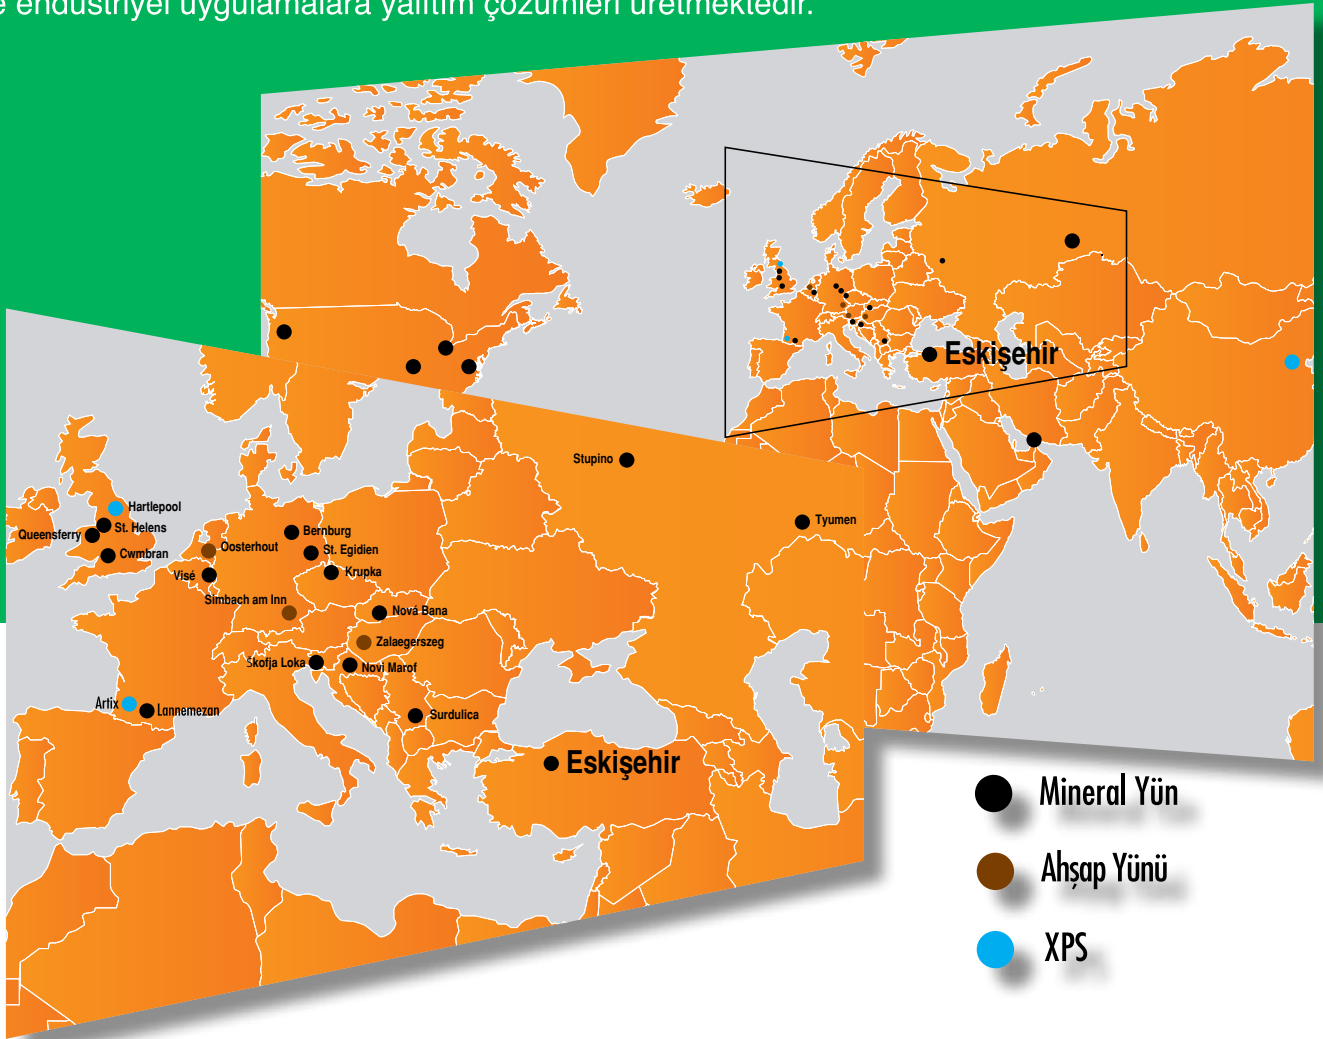 e endüstriyel uygulamalara yalıtım çözümleri üretmektedir.
Eskişehir
Stupino
Tyumen
Hartlepool
St. Helens
Queensferry
Cwmbran
Bernburg
Oosterhout
St. Egidien
Visé
Krupka
Simbach am Inn
Nová Bana
Zalaegerszeg
Škofja Loka
Novi Marof
Artix
Lannemezan
Surdulica
Eskişehir
Mineral Yün
Ahşap Yünü
XPS